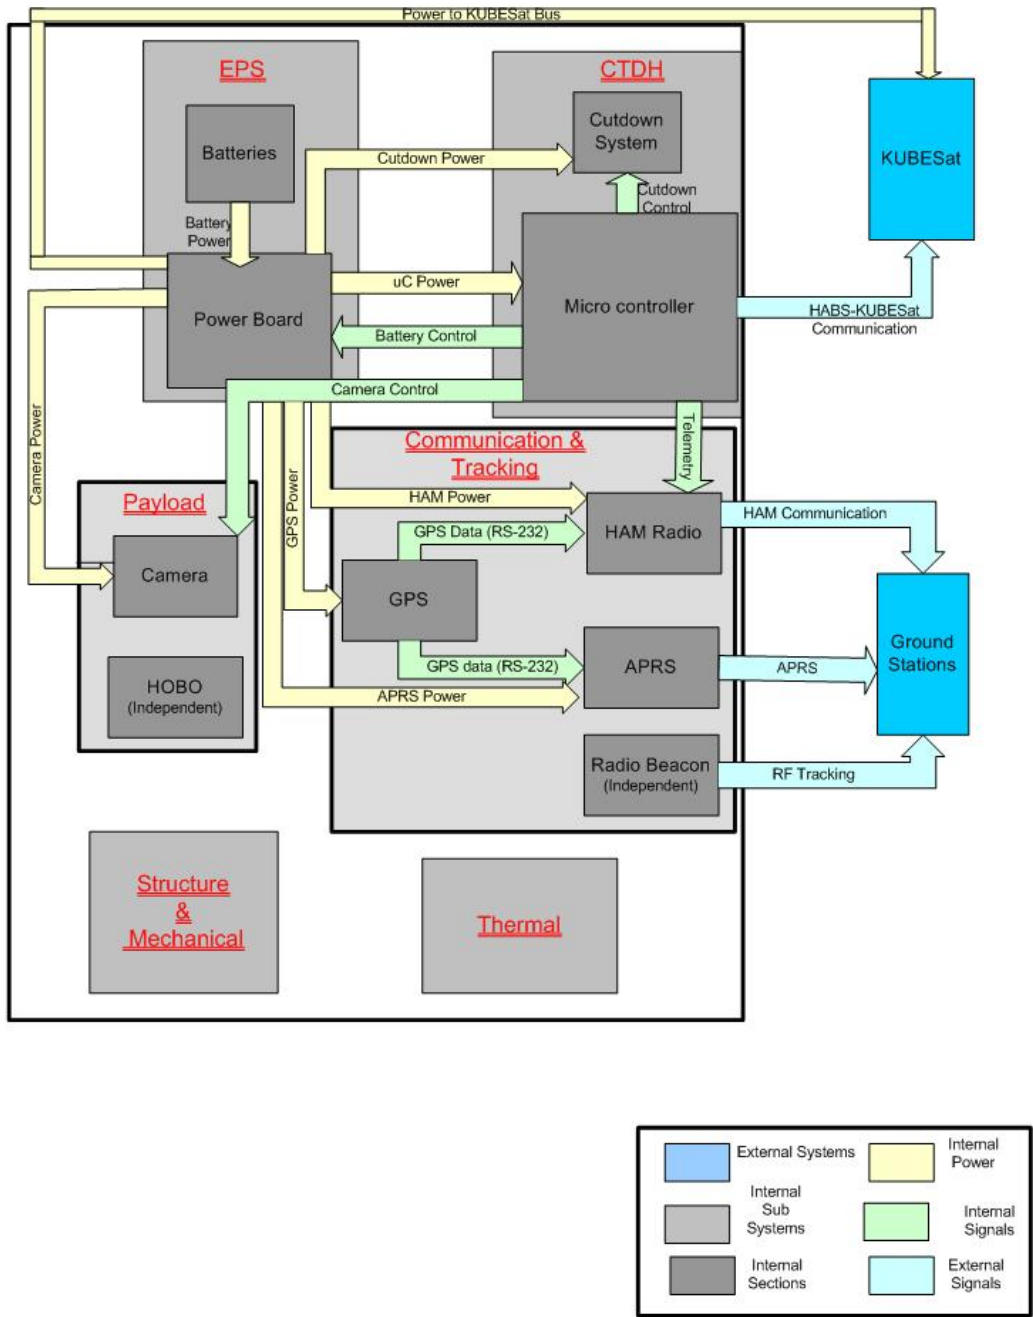 Power to KUBESat Bus
EPS
CTDH
Batteries
Cutdown
System
KUBESat
Cutdown Power
Cutdown
Control
Battery
Power
Power Board
uC Power
Micro controller
HABS-KUBESat
Communication
Battery Control
Camera Control
Camera Power
Telemetry
Communication &
Tracking
GPS Power
HAM Power
Payload
HAM Communication
GPS Data (RS-232)
HAM Radio
Camera
GPS
Ground
Stations
GPS data (RS-232)
APRS
APRS
HOBO
(Independent)
APRS Power
Radio Beacon
(Independent)
RF Tracking
Structure
&
Mechanical
Thermal
External Systems
Internal
Power
Internal
Sub
Systems
Internal
Signals
Internal
Sections
External
Signals